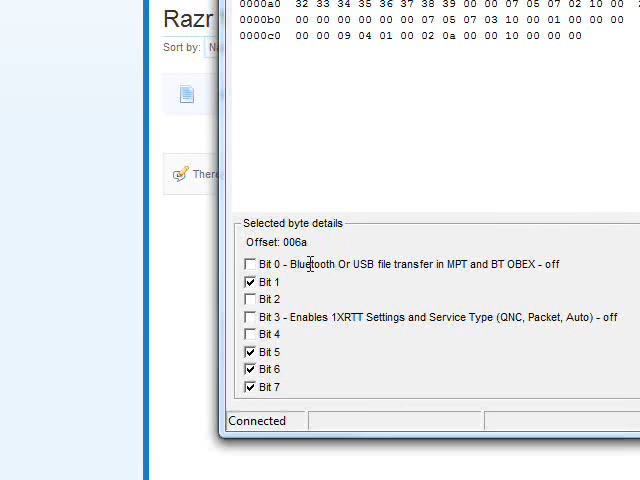 0000a0 32 33 34 35 36 37 38 39 00 00 07 05 07 02 10 00
Razr
0000b0 00 00 00 00 00 00 07 05 07 03 10 00 01 00 00 00
0000c0 00 00 09 04 01 00 02 0a 00 00 10 00 00 00
Sort by:
There
Selected byte details
Offset: 006a
Bit 0 - Bluetooth Or USB file transfer in MPT and BT OBEX - off
Bit 1
Bit 2
Bit 3 - Enables 1XRTT Settings and Service Type (QNC, Packet, Auto) - off
Bit 4
Bit 5
Bit 6
Bit 7
Connected